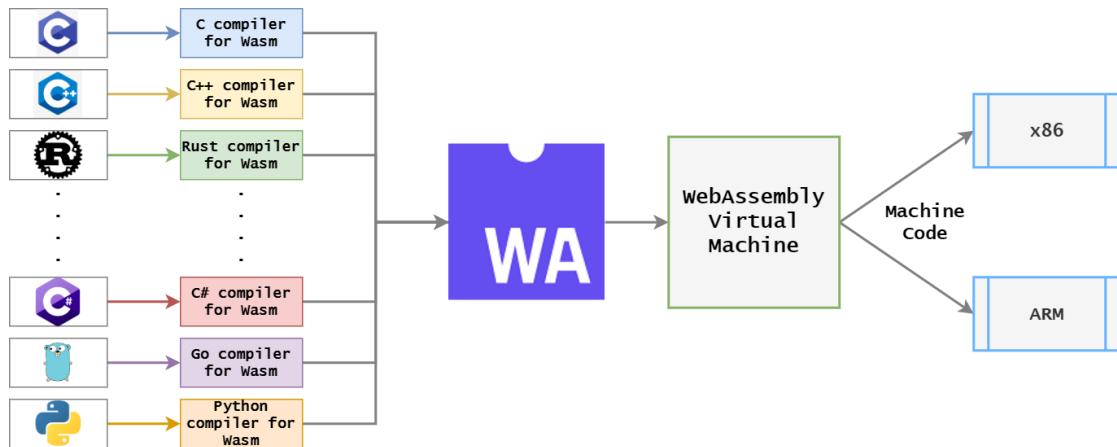 C
C compiler
for Wasm
C++
C++ compiler
for Wasm
R
Rust compiler
for Wasm
C#
C# compiler
for Wasm
Go compiler
for Wasm
Python
compiler for
Wasm
WA
WebAssembly
Virtual
Machine
Machine
Code
x86
ARM